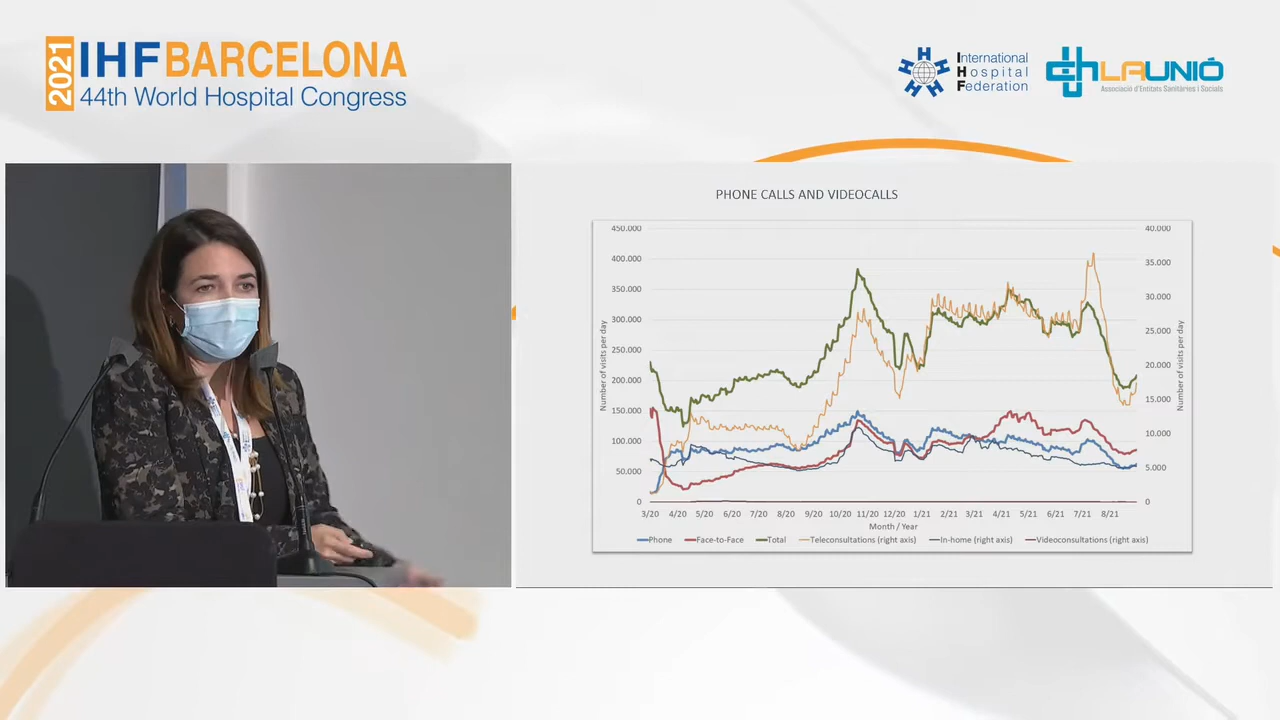 2021
IHF BARCELONA
44th World Hospital Congress
International
Hospital
Federation
LAUNIÓ
Associació d'Entitats Sanitàries i Socials
PHONE CALLS AND VIDEOCALLS
450.000
400.000
350.000
300.000
250.000
200.000
150.000
100.000
50.000
0
Number of visits per day
40.000
35.000
30.000
25.000
20.000
15.000
10.000
5.000
0
Number of visits per day
3/20 4/20 5/20 6/20 7/20 8/20 9/20 10/20 11/20 12/20 1/21 2/21 3/21 4/21 5/21 6/21 7/21 8/21
Month / Year
Phone Face-to-Face Total Teleconsultations (right axis) In-home (right axis) Videoconsultations (right axis)